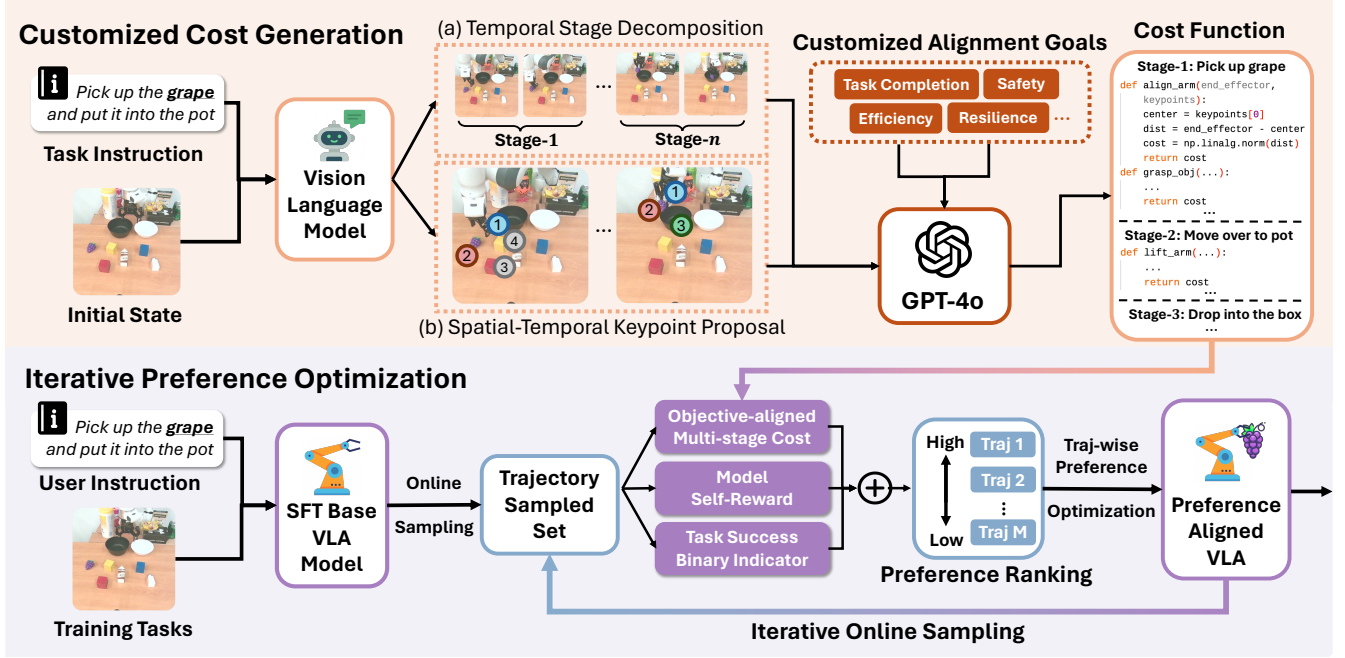 Customized Cost Generation
i
Pick up the grape
and put it into the pot
Task Instruction
Initial State
Vision
Language
Model
(a) Temporal Stage Decomposition
...
Stage-1
Stage-n
1
2
3
4
...
1
2
3
(b) Spatial-Temporal Keypoint Proposal
Customized Alignment Goals
Task Completion
Safety
Efficiency
Resilience
...
GPT-4o
Cost Function
Stage-1: Pick up grape
def align_arm(end_effector,
keypoints):
center = keypoints[0]
dist = end_effector - center
cost = np.linalg.norm(dist)
return cost
def grasp_obj(...):
...
return cost
...
Stage-2: Move over to pot
def lift_arm(...):
...
return cost
...
Stage-3: Drop into the box
...
Iterative Preference Optimization
i
Pick up the grape
and put it into the pot
User Instruction
Training Tasks
SFT Base
VLA
Model
Online
Sampling
Trajectory
Sampled
Set
Objective-aligned
Multi-stage Cost
Model
Self-Reward
Task Success
Binary Indicator
+
High
Low
Traj 1
Traj 2
⋮
Traj M
Preference Ranking
Traj-wise
Preference
Optimization
Preference
Aligned
VLA
Iterative Online Sampling